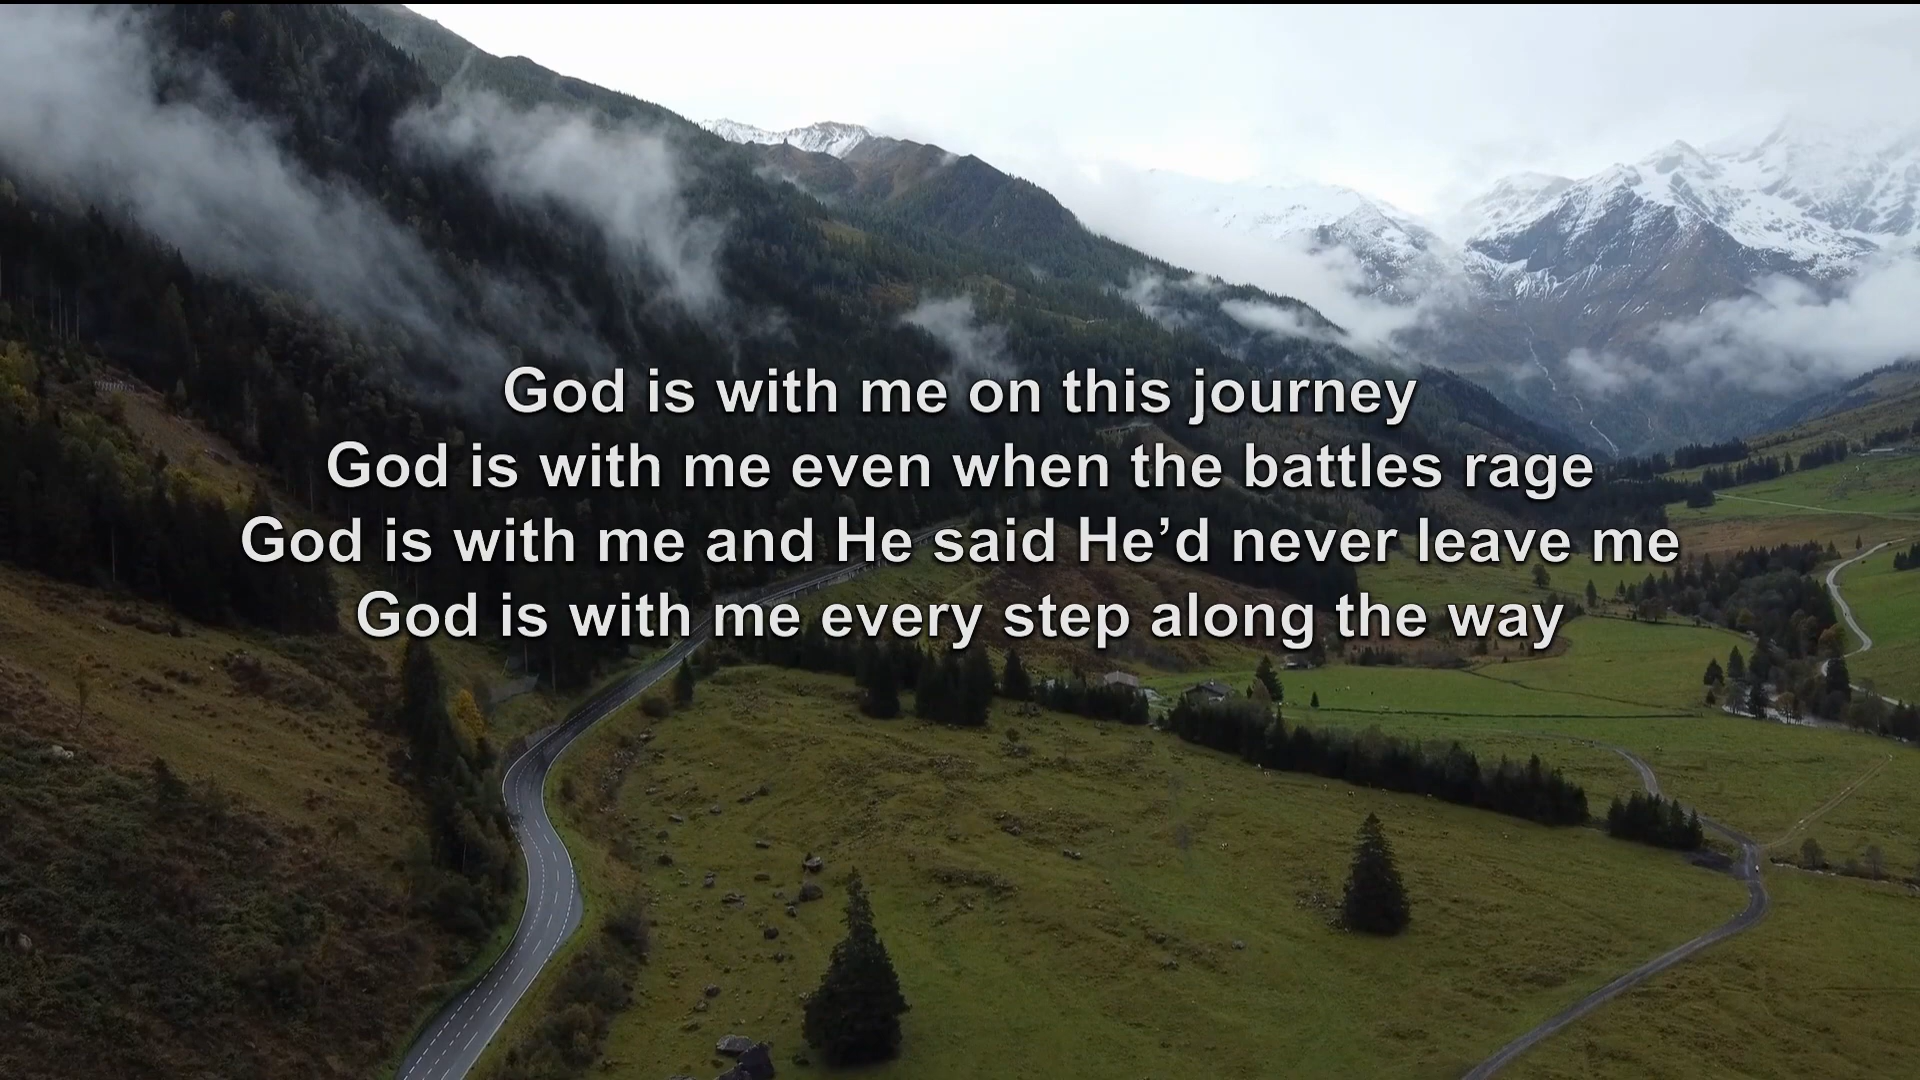 God is with me on this journey
God is with me even when the battles rage
God is with me and He said He’d never leave me
God is with me every step along the way